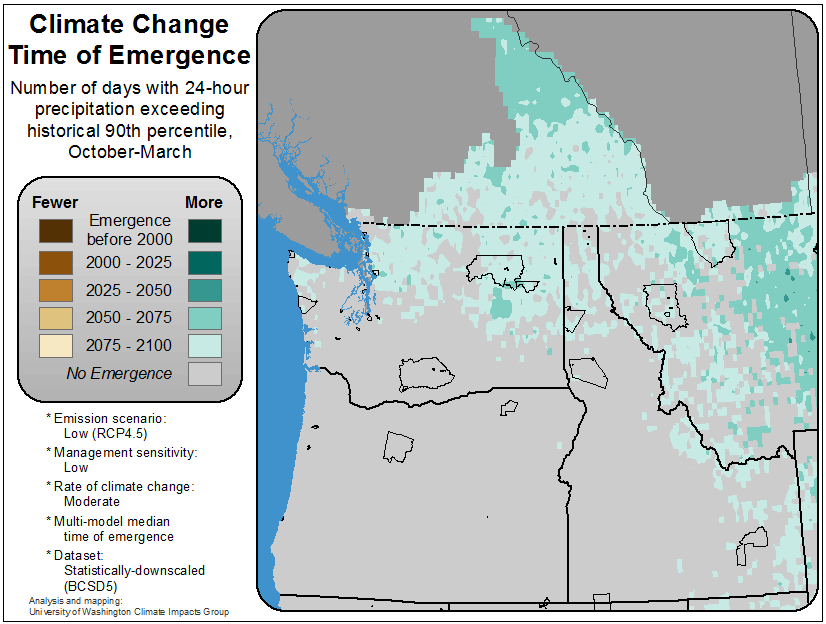 Climate Change
Time of Emergence
Number of days with 24-hour
precipitation exceeding
historical 90th percentile,
October-March
Fewer More
Emergence
before 2000
2000 - 2025
2025 - 2050
2050 - 2075
2075 - 2100
No Emergence
* Emission scenario:
Low (RCP4.5)
* Management sensitivity:
Low
* Rate of climate change:
Moderate
* Multi-model median
time of emergence
* Dataset:
Statistically-downscaled
(BCSD5)
Analysis and mapping:
University of Washington Climate Impacts Group